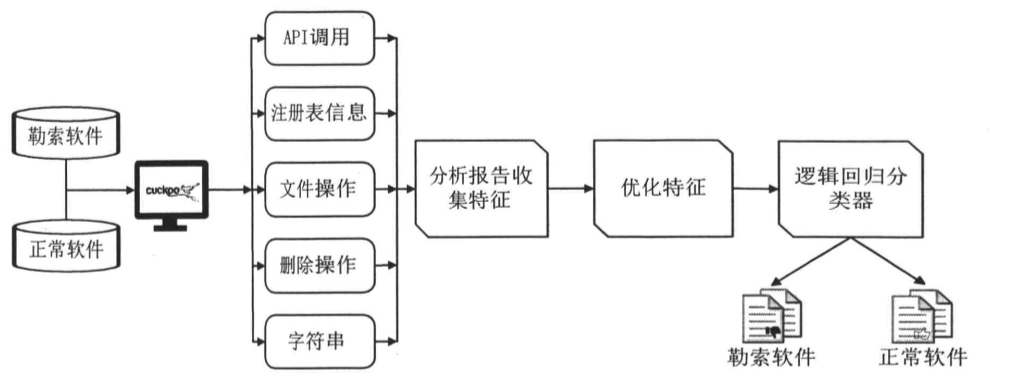 API调用
注册表信息
勒索软件
cuckoo
文件操作
分析报告收
集特征
优化特征
逻辑回归分
类器
正常软件
删除操作
字符串
勒索软件
正常软件